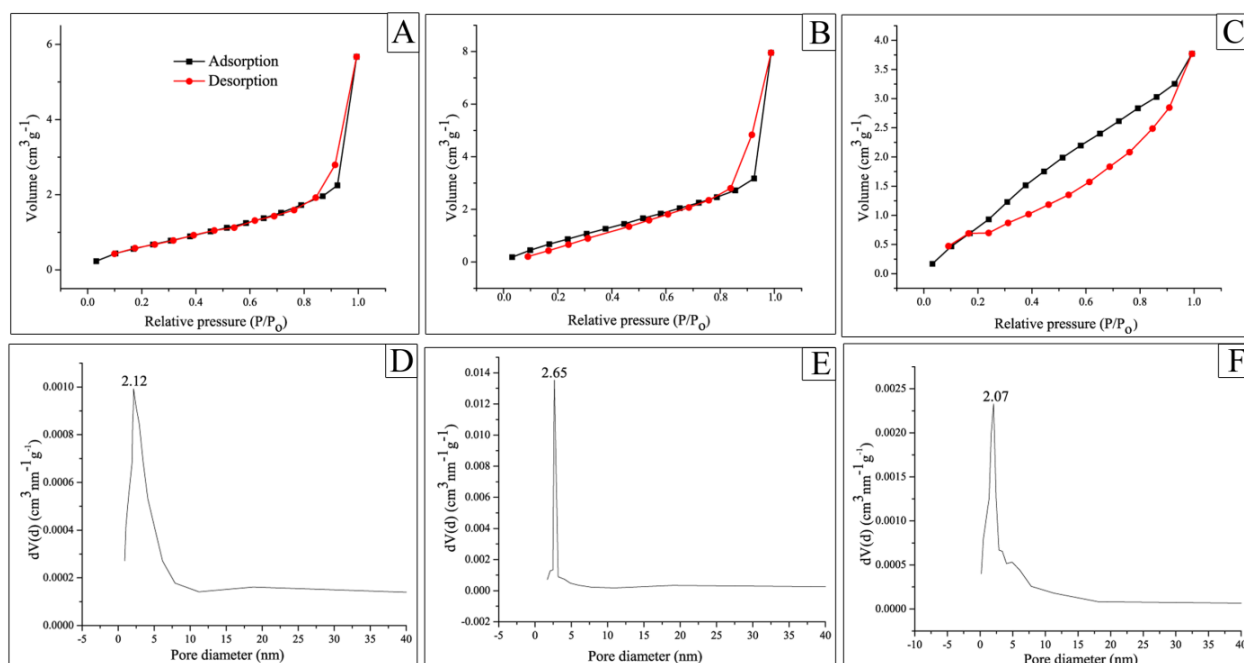 A
6
4
2
0
Volume (cm3g-1)
Adsorption
Desorption
0.0 0.2 0.4 0.6 0.8 1.0
Relative pressure (P/Po)
B
8
6
4
2
0
Volume (cm3g-1)
0.0 0.2 0.4 0.6 0.8 1.0
Relative pressure (P/Po)
C
4.0
3.5
3.0
2.5
2.0
1.5
1.0
0.5
0.0
Volume (cm3g-1)
0.0 0.2 0.4 0.6 0.8 1.0
Relative pressure (P/Po)
D
2.12
0.0010
0.0008
0.0006
0.0004
0.0002
0.0000
dV(d) (cm3nm-1g-1)
-5 0 5 10 15 20 25 30 35 40
Pore diameter (nm)
E
2.65
0.014
0.012
0.010
0.008
0.006
0.004
0.002
0.000
-0.002
dV(d) (cm3nm-1g-1)
-5 0 5 10 15 20 25 30 35 40
Pore diameter (nm)
F
2.07
0.0025
0.0020
0.0015
0.0010
0.0005
0.0000
dV(d) (cm3nm-1g-1)
-10 -5 0 5 10 15 20 25 30 35 40
Pore diameter (nm)